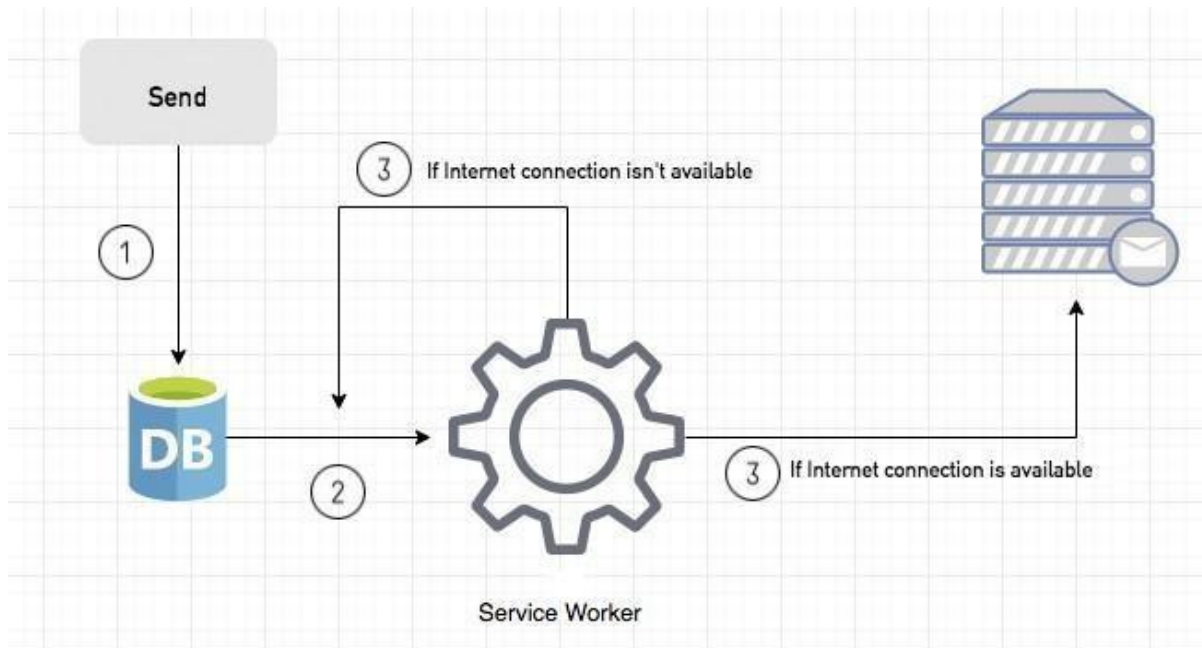 Send
3 If Internet connection isn't available
1
DB
2
3 If Internet connection is available
Service Worker